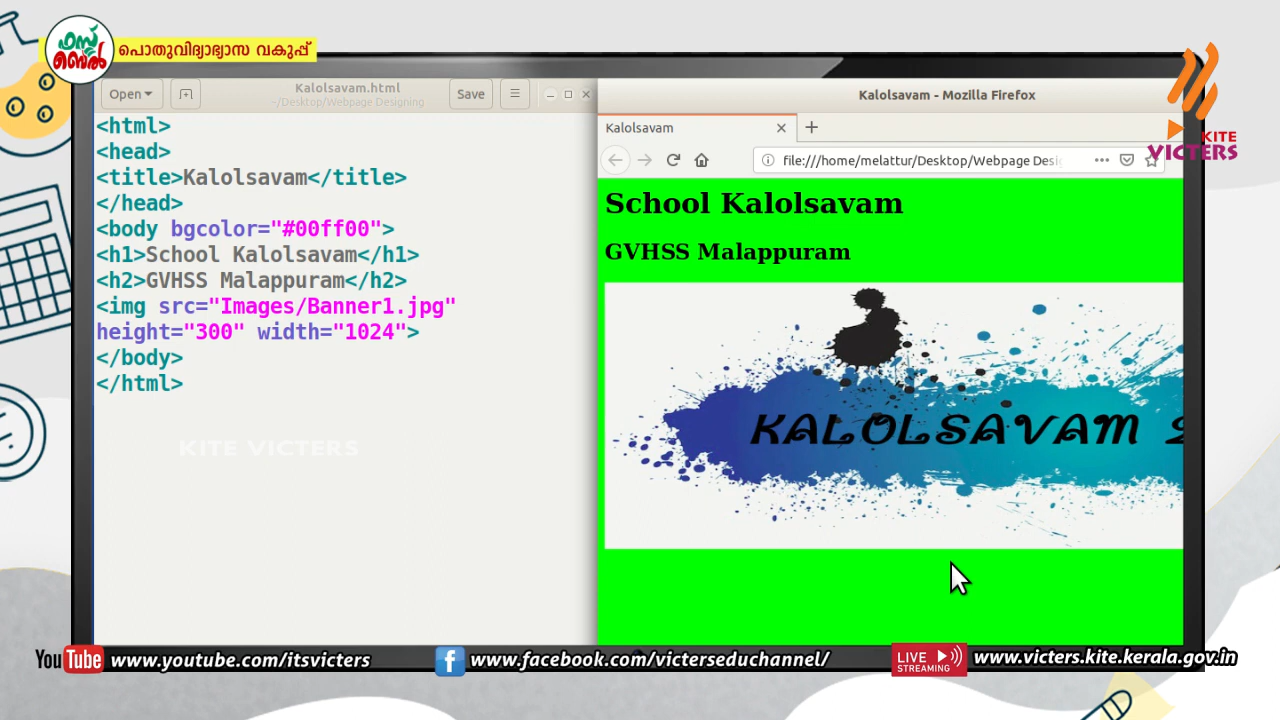 ഫസ്റ്റ്
ബെൽ
പൊതുവിദ്യാഭ്യാസ വകുപ്പ്
Open
Kalolsavam.html
~/Desktop/Webpage Designing
Save
<html>
<head>
<title>Kalolsavam</title>
</head>
<body bgcolor="#00ff00">
<h1>School Kalolsavam</h1>
<h2>GVHSS Malappuram</h2>
<img src="Images/Banner1.jpg"
height="300" width="1024">
</body>
</html>
KITE VICTERS
Kalolsavam - Mozilla Firefox
Kalolsavam
file:///home/melattur/Desktop/Webpage Desi
School Kalolsavam
GVHSS Malappuram
KALOLSAVAM 2
KITE
VICTERS
YouTube www.youtube.com/itsvicters
f www.facebook.com/victerseduchannel/
LIVE
STREAMING
www.victers.kite.kerala.gov.in